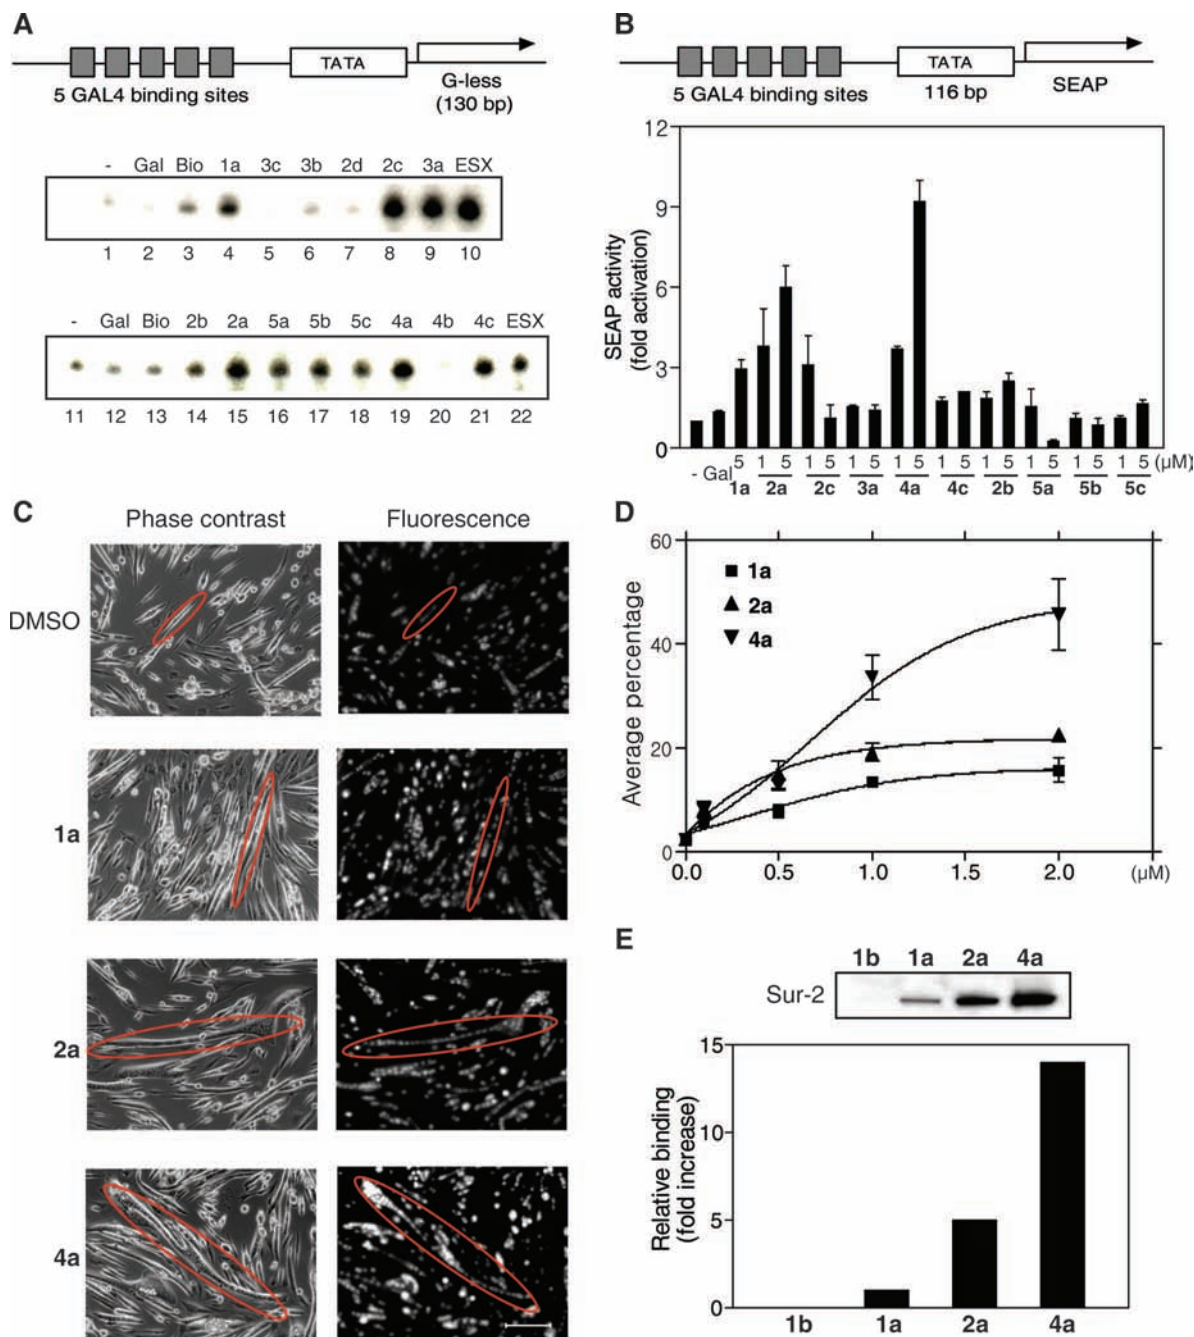 A
TATA
G-less
(130 bp)
5 GAL4 binding sites
- Gal Bio 1a 3c 3b 2d 2c 3a ESX
1 2 3 4 5 6 7 8 9 10
- Gal Bio 2b 2a 5a 5b 5c 4a 4b 4c ESX
11 12 13 14 15 16 17 18 19 20 21 22
B
TATA
5 GAL4 binding sites
116 bp
SEAP
SEAP activity
(fold activation)
12
9
6
3
0
- Gal 5 1 5 1 5 1 5 1 5 1 5 1 5 1 5 1 5 1 5 (µM)
1a 2a 2c 3a 4a 4c 2b 5a 5b 5c
C
Phase contrast
Fluorescence
DMSO
1a
2a
4a
D
Average percentage
60
40
20
0
1a
2a
4a
0.0 0.5 1.0 1.5 2.0 (µM)
E
1b 1a 2a 4a
Sur-2
Relative binding
(fold increase)
15
10
5
0
1b 1a 2a 4a